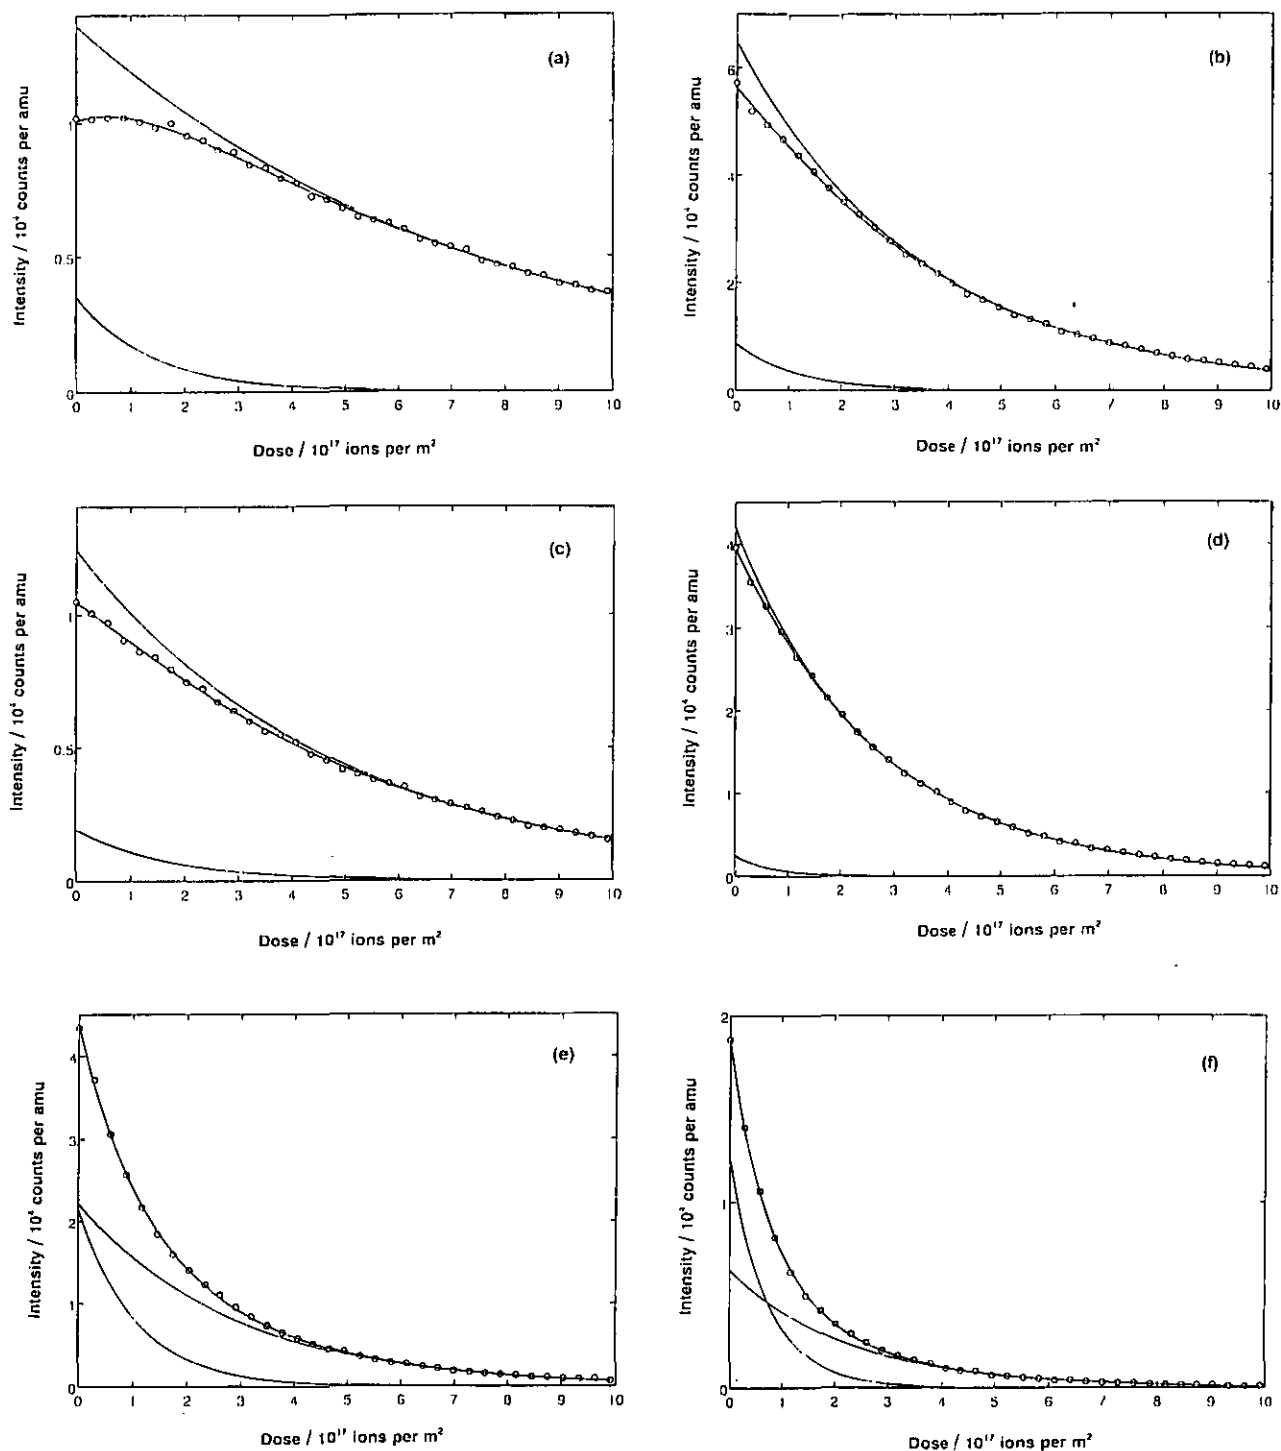 (a)
Intensity / 10⁴ counts per amu
1
0.5
0
0 1 2 3 4 5 6 7 8 9 10
Dose / 10¹⁷ ions per m²
(b)
Intensity / 10⁴ counts per amu
6
4
2
0
0 1 2 3 4 5 6 7 8 9 10
Dose / 10¹⁷ ions per m²
(c)
Intensity / 10⁴ counts per amu
1
0.5
0
0 1 2 3 4 5 6 7 8 9 10
Dose / 10¹⁷ ions per m²
(d)
Intensity / 10⁴ counts per amu
4
3
2
1
0
0 1 2 3 4 5 6 7 8 9 10
Dose / 10¹⁷ ions per m²
(e)
Intensity / 10⁴ counts per amu
4
3
2
1
0
0 1 2 3 4 5 6 7 8 9 10
Dose / 10¹⁷ ions per m²
(f)
Intensity / 10³ counts per amu
2
1
0
0 1 2 3 4 5 6 7 8 9 10
Dose / 10¹⁷ ions per m²